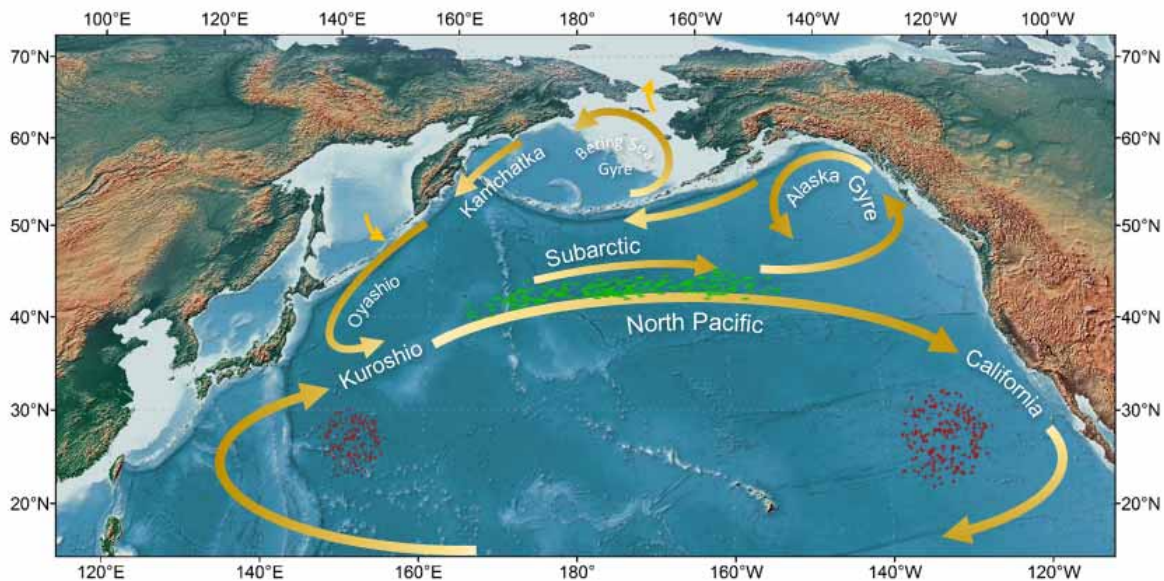 100°E 120°E 140°E 160°E 180° -160°W -140°W -120°W -100°W
70°N 70°N
60°N 60°N
Bering Sea
Gyre
Kamchatka
Alaska
Gyre
50°N 50°N
Subarctic
Oyashio
40°N 40°N
North Pacific
Kuroshio
California
30°N 30°N
20°N 20°N
120°E 140°E 160°E 180° -160°W -140°W 120°W